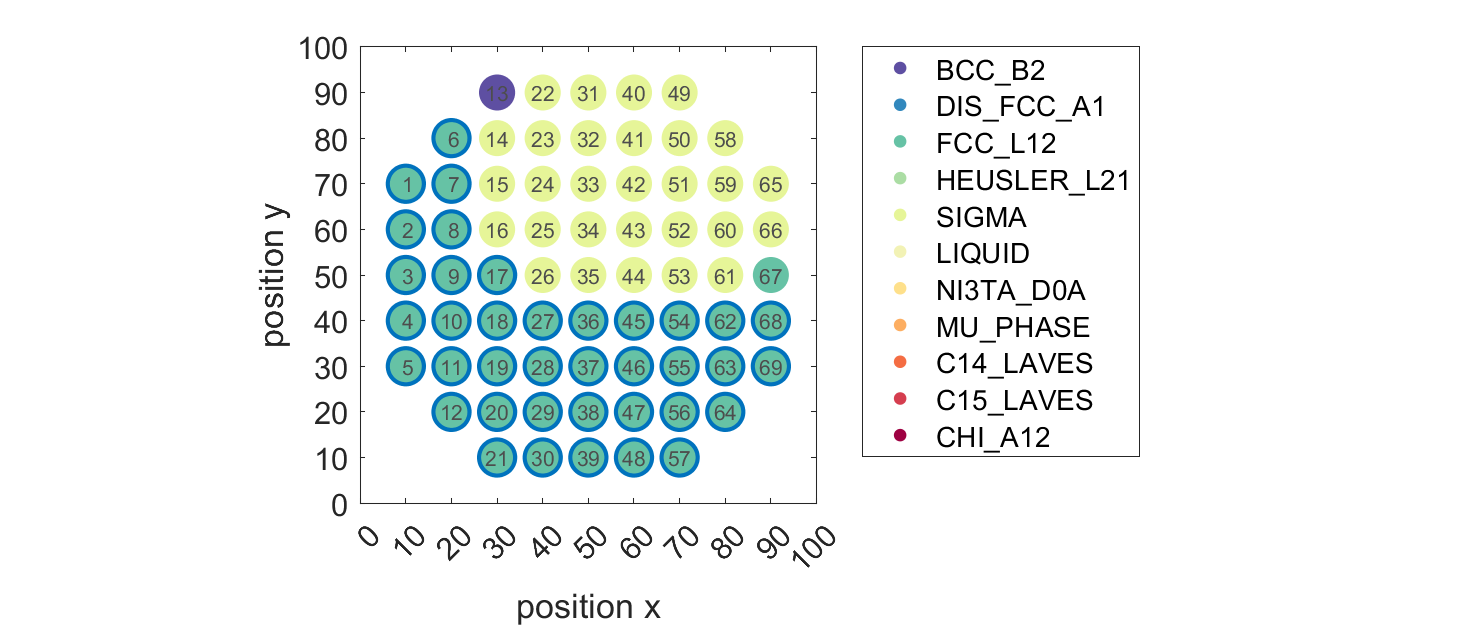 100
90
80
70
60
50
40
30
20
10
0
position y
13 22 31 40 49
6 14 23 32 41 50 58
1 7 15 24 33 42 51 59 65
2 8 16 25 34 43 52 60 66
3 9 17 26 35 44 53 61 67
4 10 18 27 36 45 54 62 68
5 11 19 28 37 46 55 63 69
12 20 29 38 47 56 64
21 30 39 48 57
0 10 20 30 40 50 60 70 80 90 100
position x
BCC_B2
DIS_FCC_A1
FCC_L12
HEUSLER_L21
SIGMA
LIQUID
NI3TA_D0A
MU_PHASE
C14_LAVES
C15_LAVES
CHI_A12